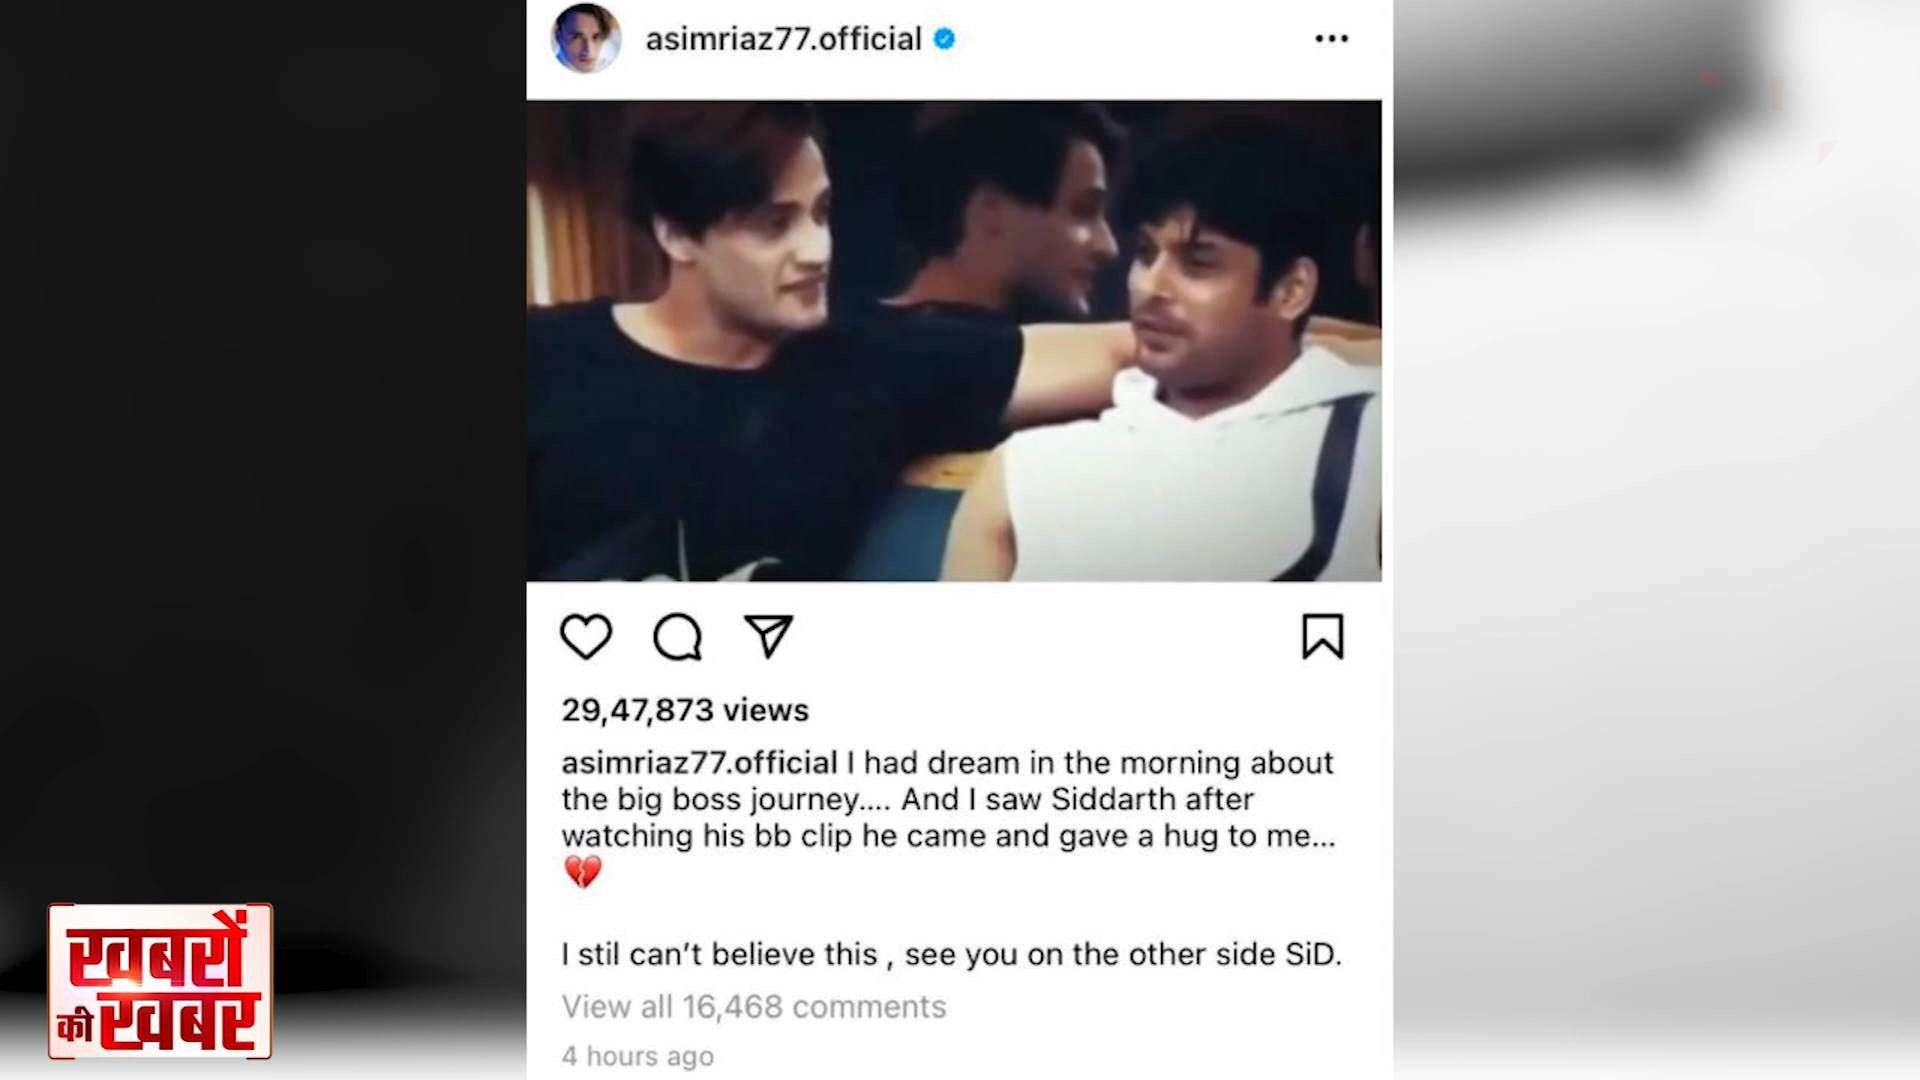 asimriaz77.official
29,47,873 views
asimriaz77.official I had dream in the morning about
the big boss journey.... And I saw Siddarth after
watching his bb clip he came and gave a hug to me...
💔
I stil can't believe this , see you on the other side SiD.
View all 16,468 comments
4 hours ago
खबरों
की खबर